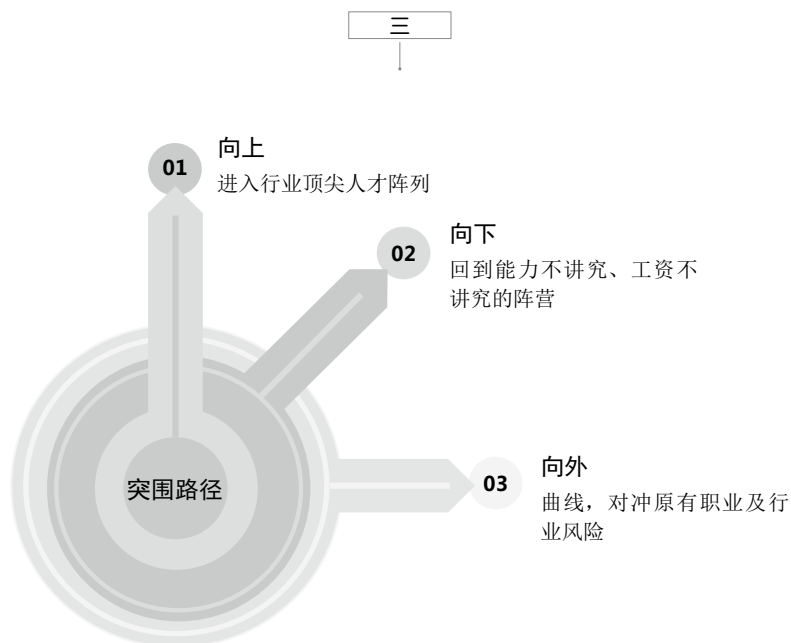 三
01
向上
进入行业顶尖人才阵列
02
向下
回到能力不讲究、工资不
讲究的阵营
03
向外
曲线，对冲原有职业及行
业风险
突围路径